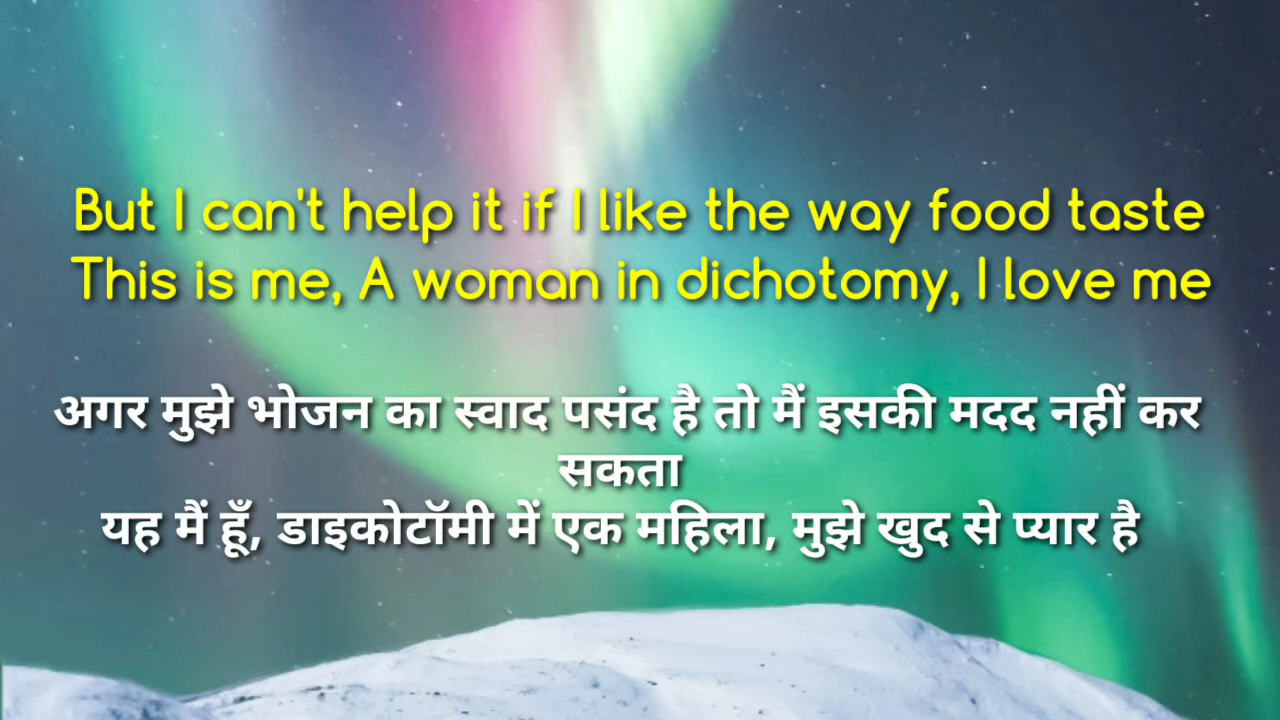 But I can't help it if I like the way food taste
This is me, A woman in dichotomy, I love me
अगर मुझे भोजन का स्वाद पसंद है तो मैं इसकी मदद नहीं कर
सकता
यह मैं हूँ, डाइकोटॉमी में एक महिला, मुझे खुद से प्यार है